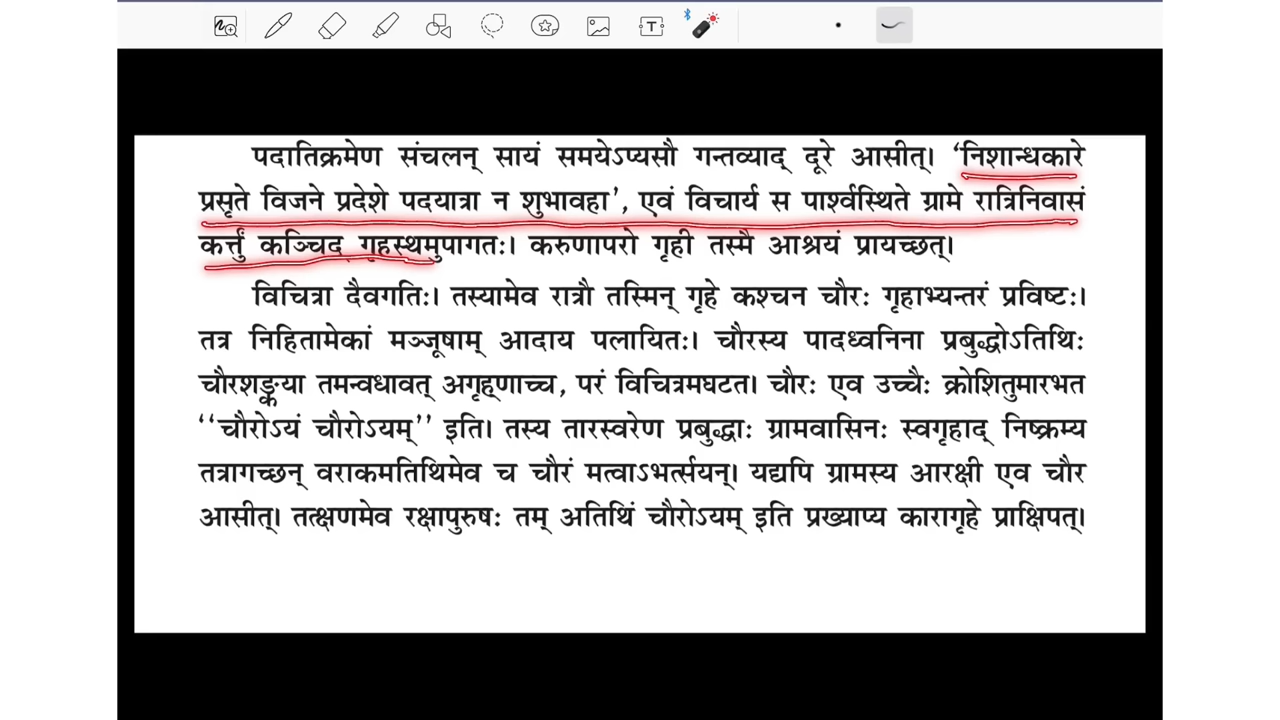 पदातिक्रमेण संचलन् सायं समयेऽप्यसौ गन्तव्याद् दूरे आसीत्। ‘निशान्धकारे
प्रसृते विजने प्रदेशे पदयात्रा न शुभावहा’, एवं विचार्य स पार्श्वस्थिते ग्रामे रात्रिनिवासं
कर्त्तुं कञ्चिद् गृहस्थमुपागतः। करुणापरो गृही तस्मै आश्रयं प्रायच्छत्।
विचित्रा दैवगतिः। तस्यामेव रात्रौ तस्मिन् गृहे कश्चन चौरः गृहाभ्यन्तरं प्रविष्टः।
तत्र निहितामेकां मञ्जूषाम् आदाय पलायितः। चौरस्य पादध्वनिना प्रबुद्धोऽतिथिः
चौरशङ्कया तमन्वधावत् अगृह्णाच्च, परं विचित्रमघटत। चौरः एव उच्चैः क्रोशितुमारभत
‘‘चौरोऽयं चौरोऽयम्’’ इति। तस्य तारस्वरेण प्रबुद्धाः ग्रामवासिनः स्वगृहाद् निष्क्रम्य
तत्रागच्छन् वराकमतिथिमेव च चौरं मत्वाऽभर्त्सयन्। यद्यपि ग्रामस्य आरक्षी एव चौर
आसीत्। तत्क्षणमेव रक्षापुरुषः तम् अतिथिं चौरोऽयम् इति प्रख्याप्य कारागृहे प्राक्षिपत्।